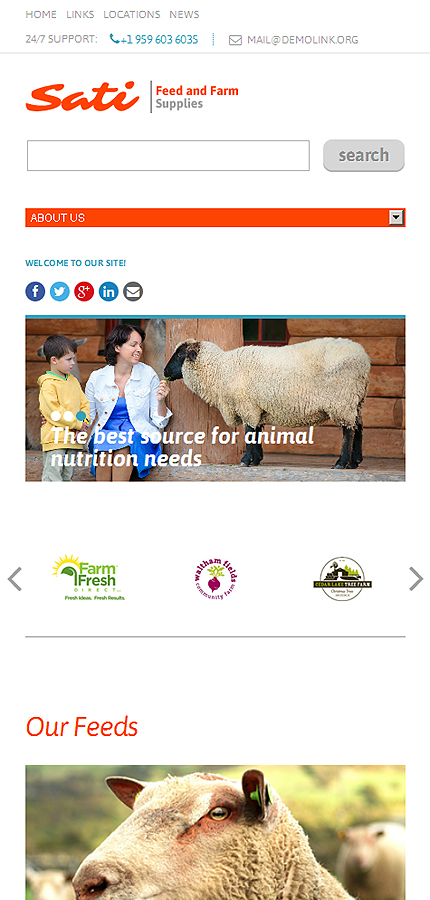 HOME LINKS LOCATIONS NEWS
24/7 SUPPORT: +1 959 603 6035 MAIL@DEMOLINK.ORG
Sati Feed and Farm
Supplies
search
ABOUT US
WELCOME TO OUR SITE!
The best source for animal
nutrition needs
Farm
Fresh
DIRECT
Fresh Ideas. Fresh Results.
waltham fields
community farm
CEDAR LAKE TREE FARM
Christmas Tree
Our Feeds